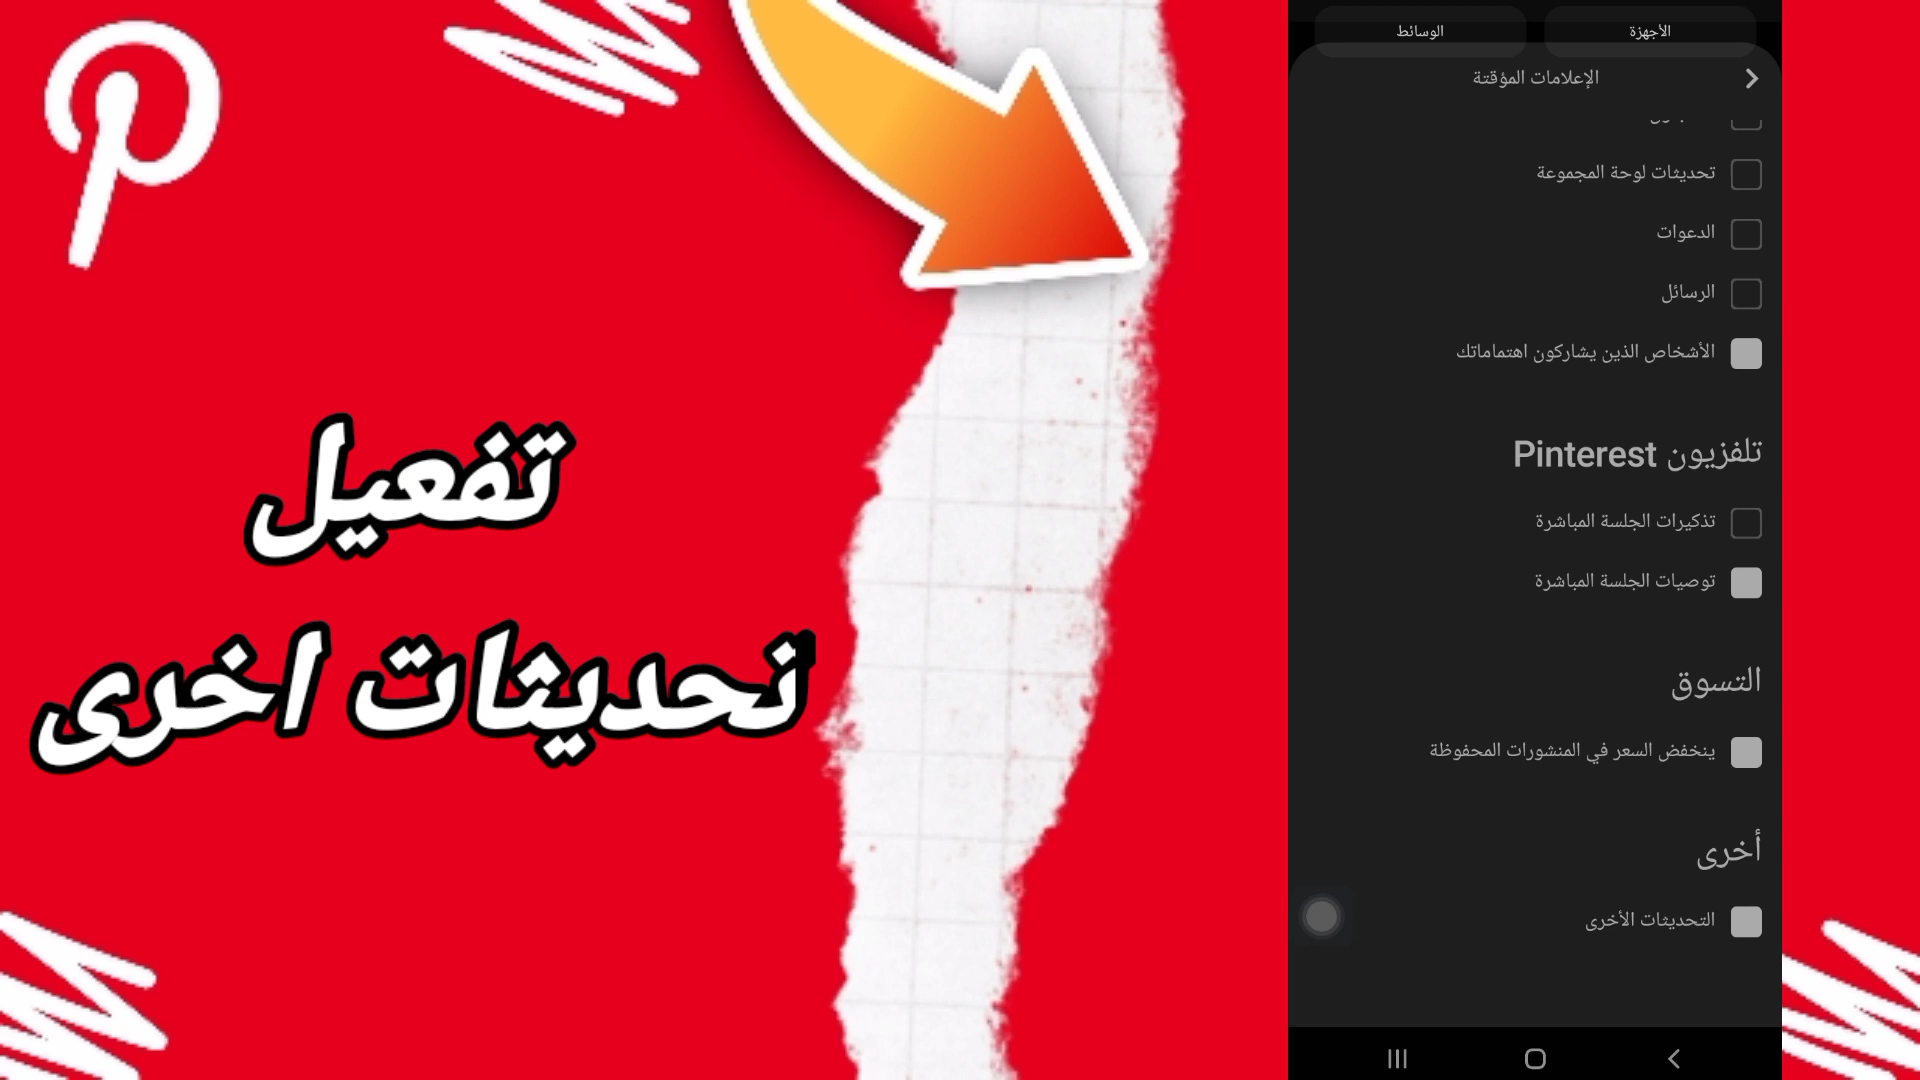 تفعيل
تحديثات اخرى
الأجهزة
الوسائط
الإعلامات المؤقتة
تحديثات لوحة المجموعة
الدعوات
الرسائل
الأشخاص الذين يشاركون اهتماماتك
تلفزيون Pinterest
تذكيرات الجلسة المباشرة
توصيات الجلسة المباشرة
التسوق
ينخفض السعر في المنشورات المحفوظة
أخرى
التحديثات الأخرى